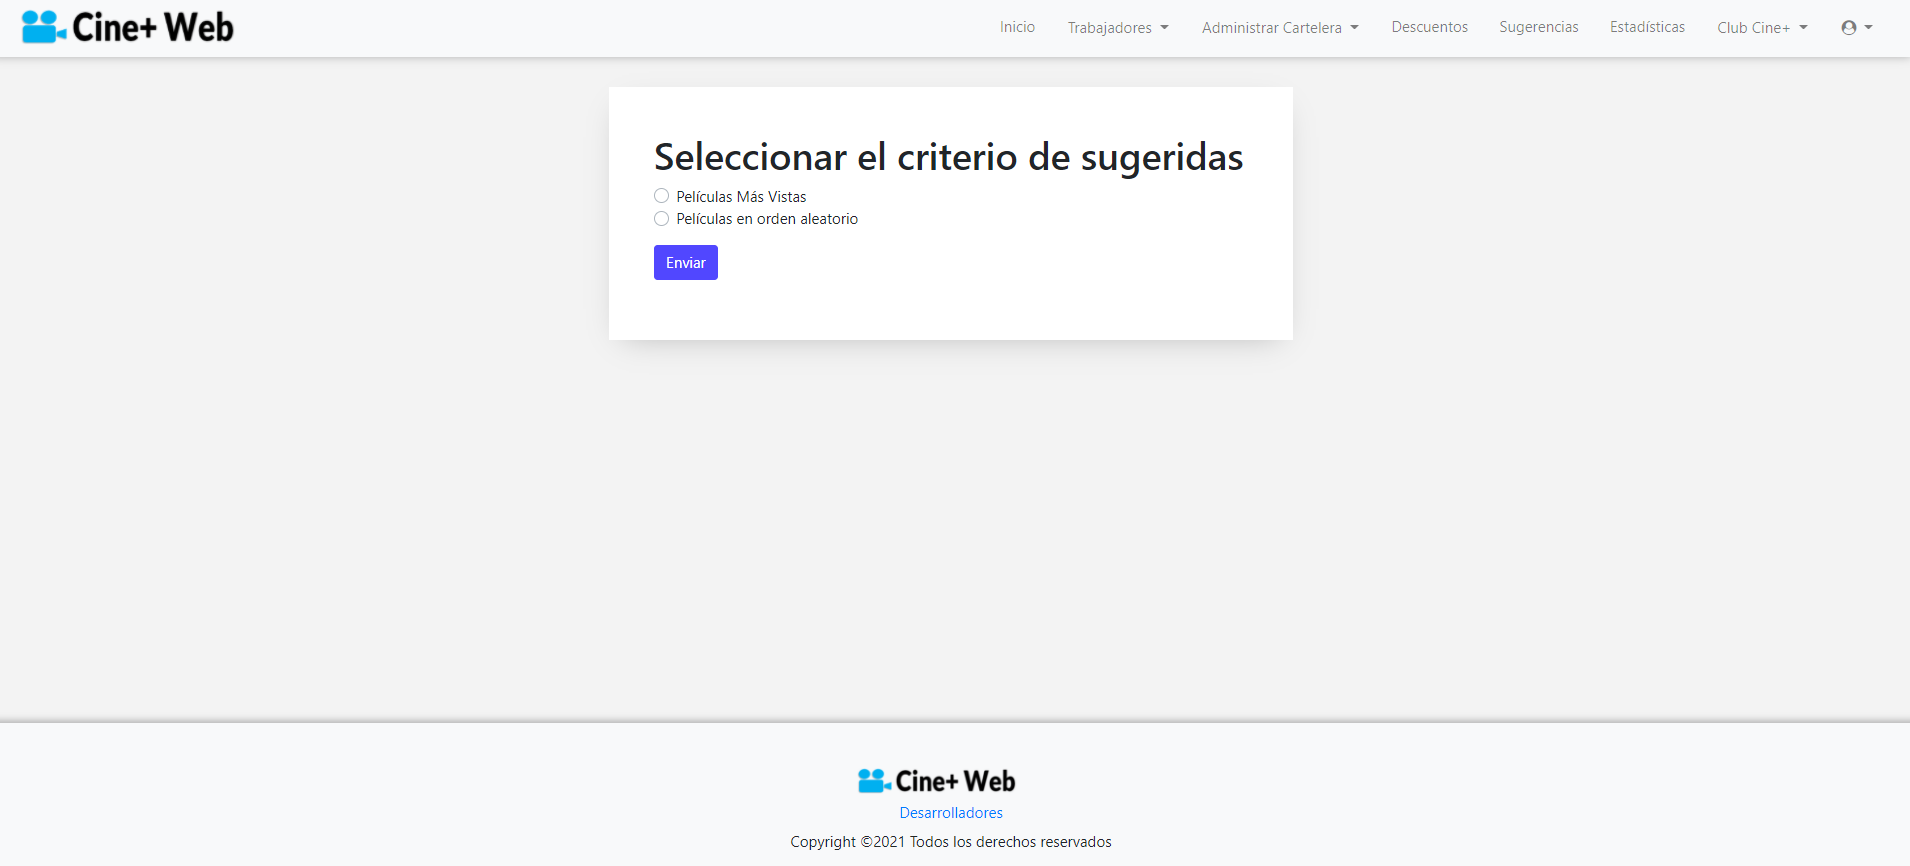 Cine+ Web
Inicio Trabajadores Administrar Cartelera Descuentos Sugerencias Estadísticas Club Cine+
Seleccionar el criterio de sugeridas
Películas Más Vistas
Películas en orden aleatorio
Enviar
Cine+ Web
Desarrolladores
Copyright ©2021 Todos los derechos reservados